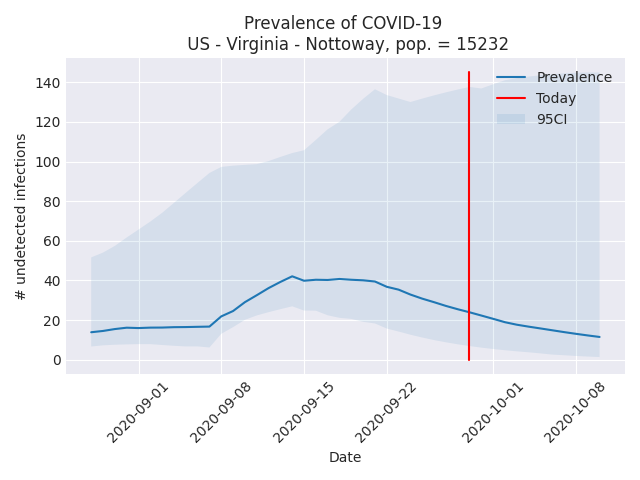 Prevalence of COVID-19
US - Virginia - Nottoway, pop. = 15232
140
120
100
80
60
40
20
0
# undetected infections
Prevalence
Today
95CI
2020-09-01
2020-09-08
2020-09-15
2020-09-22
2020-10-01
2020-10-08
Date